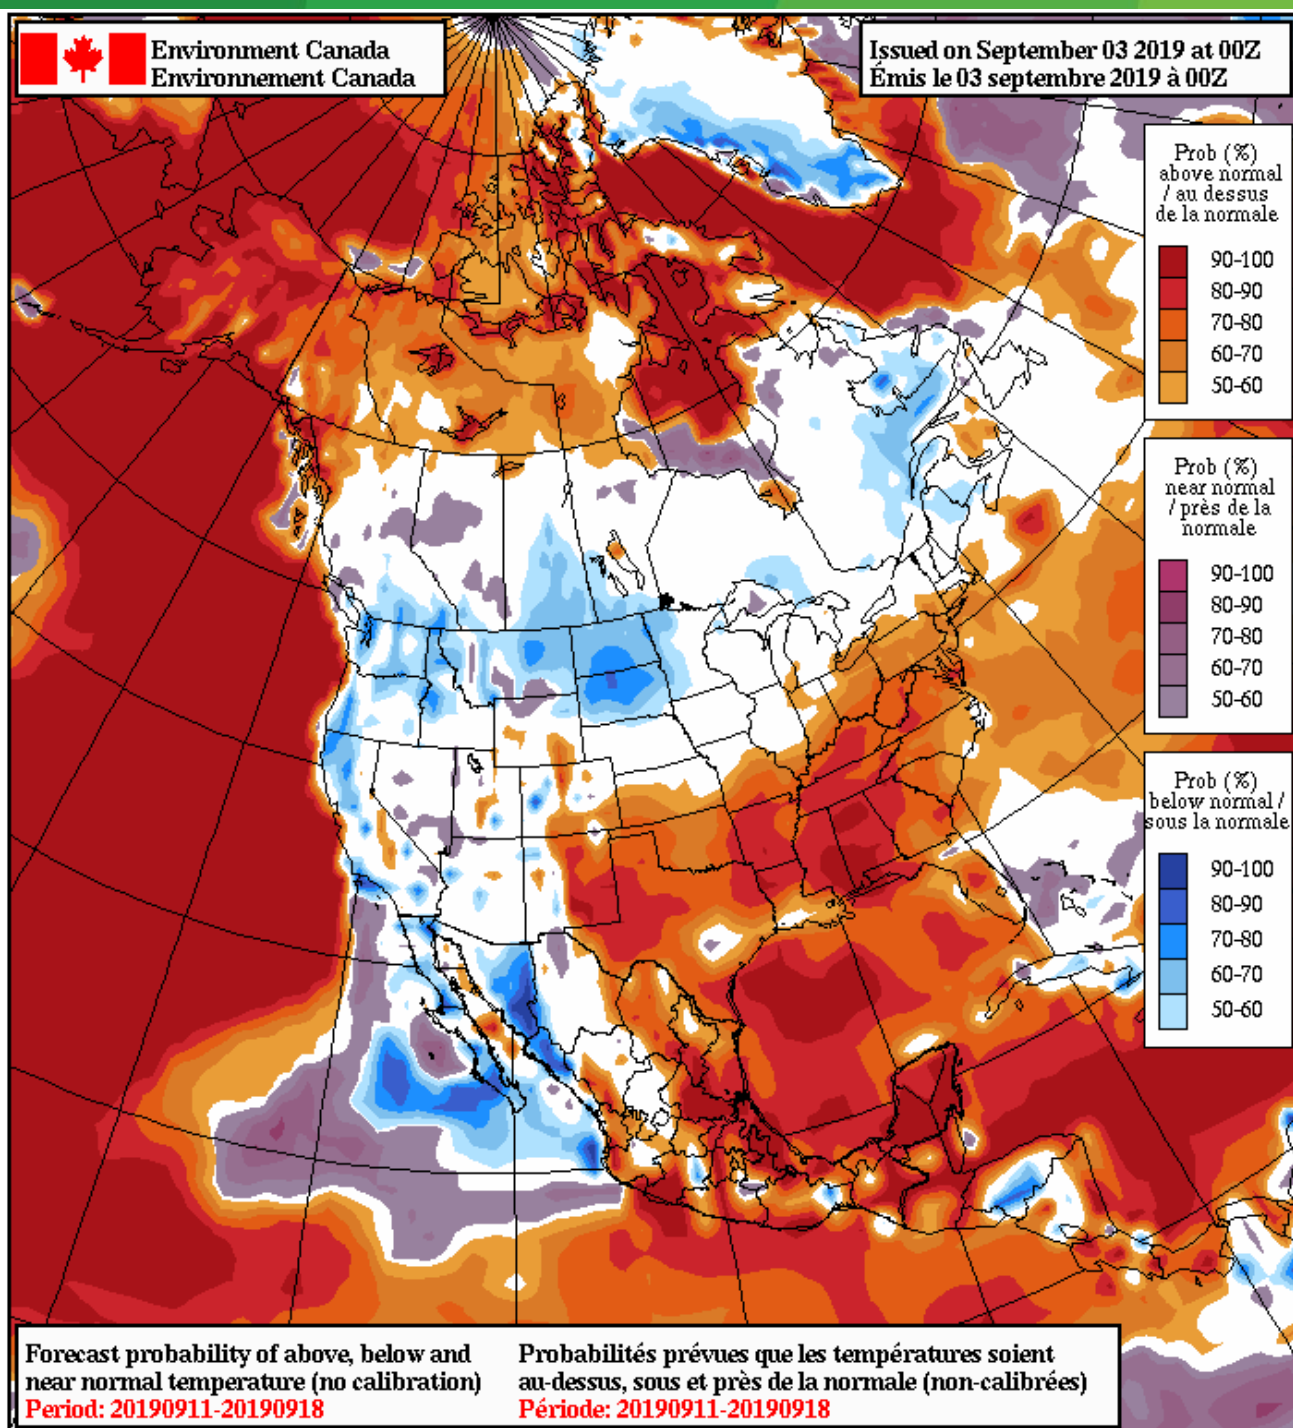 Environment Canada
Environnement Canada
Issued on September 03 2019 at 00Z
Émis le 03 septembre 2019 à 00Z
Prob (%)
above normal
/ au dessus
de la normale
90-100
80-90
70-80
60-70
50-60
Prob (%)
near normal
/ près de la
normale
90-100
80-90
70-80
60-70
50-60
Prob (%)
below normal /
sous la normale
90-100
80-90
70-80
60-70
50-60
Forecast probability of above, below and
near normal temperature (no calibration)
Period: 20190911-20190918
Probabilités prévues que les températures soient
au-dessus, sous et près de la normale (non-calibrées)
Période: 20190911-20190918